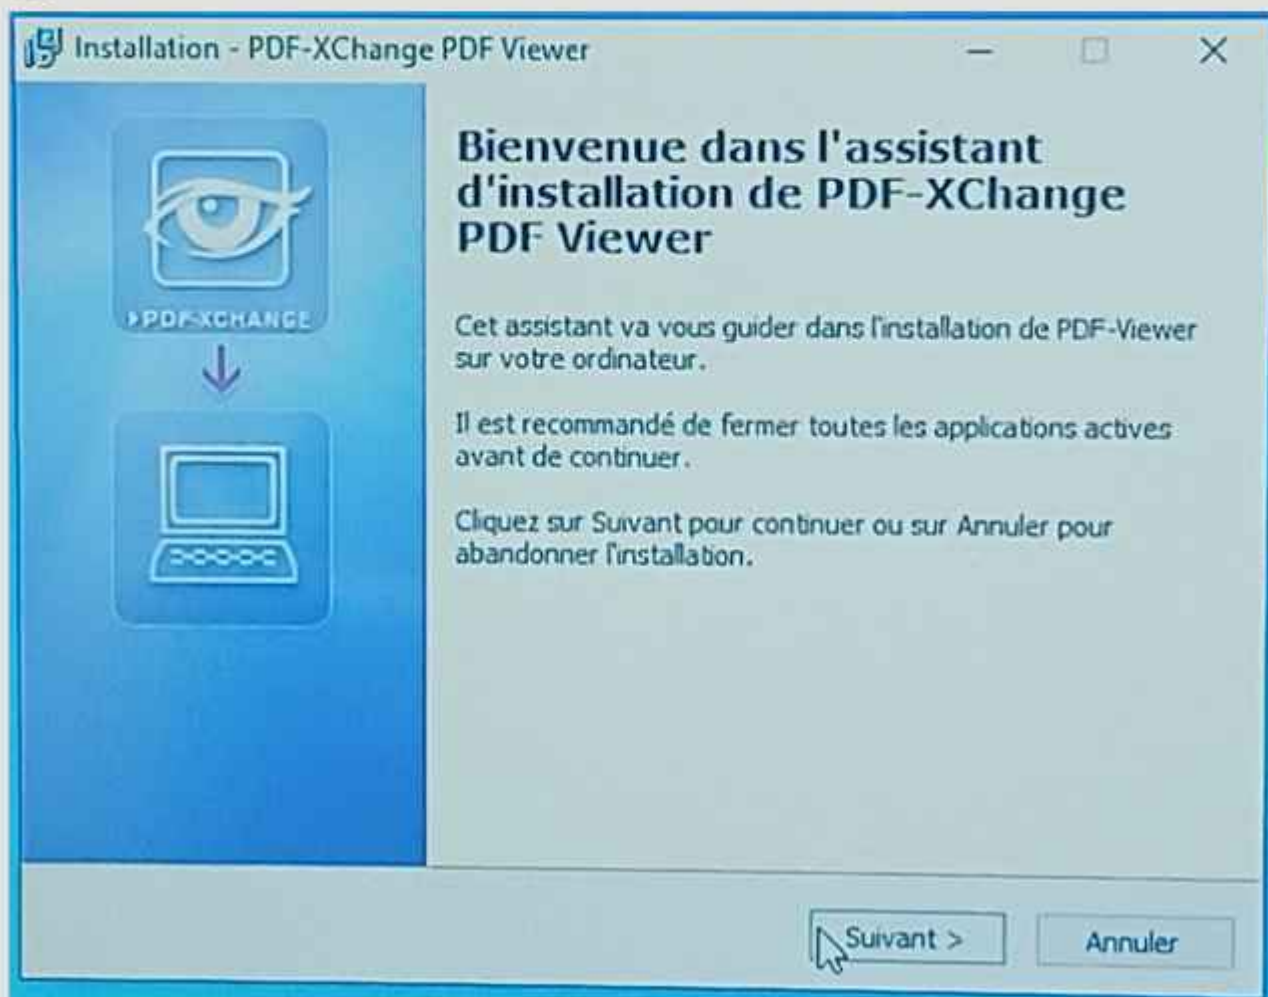 Installation - PDF-XChange PDF Viewer
Bienvenue dans l'assistant
d'installation de PDF-XChange
PDF Viewer
PDF-XCHANGE
Cet assistant va vous guider dans l'installation de PDF-Viewer
sur votre ordinateur.
Il est recommandé de fermer toutes les applications actives
avant de continuer.
Cliquez sur Suivant pour continuer ou sur Annuler pour
abandonner l'installation.
Suivant >
Annuler